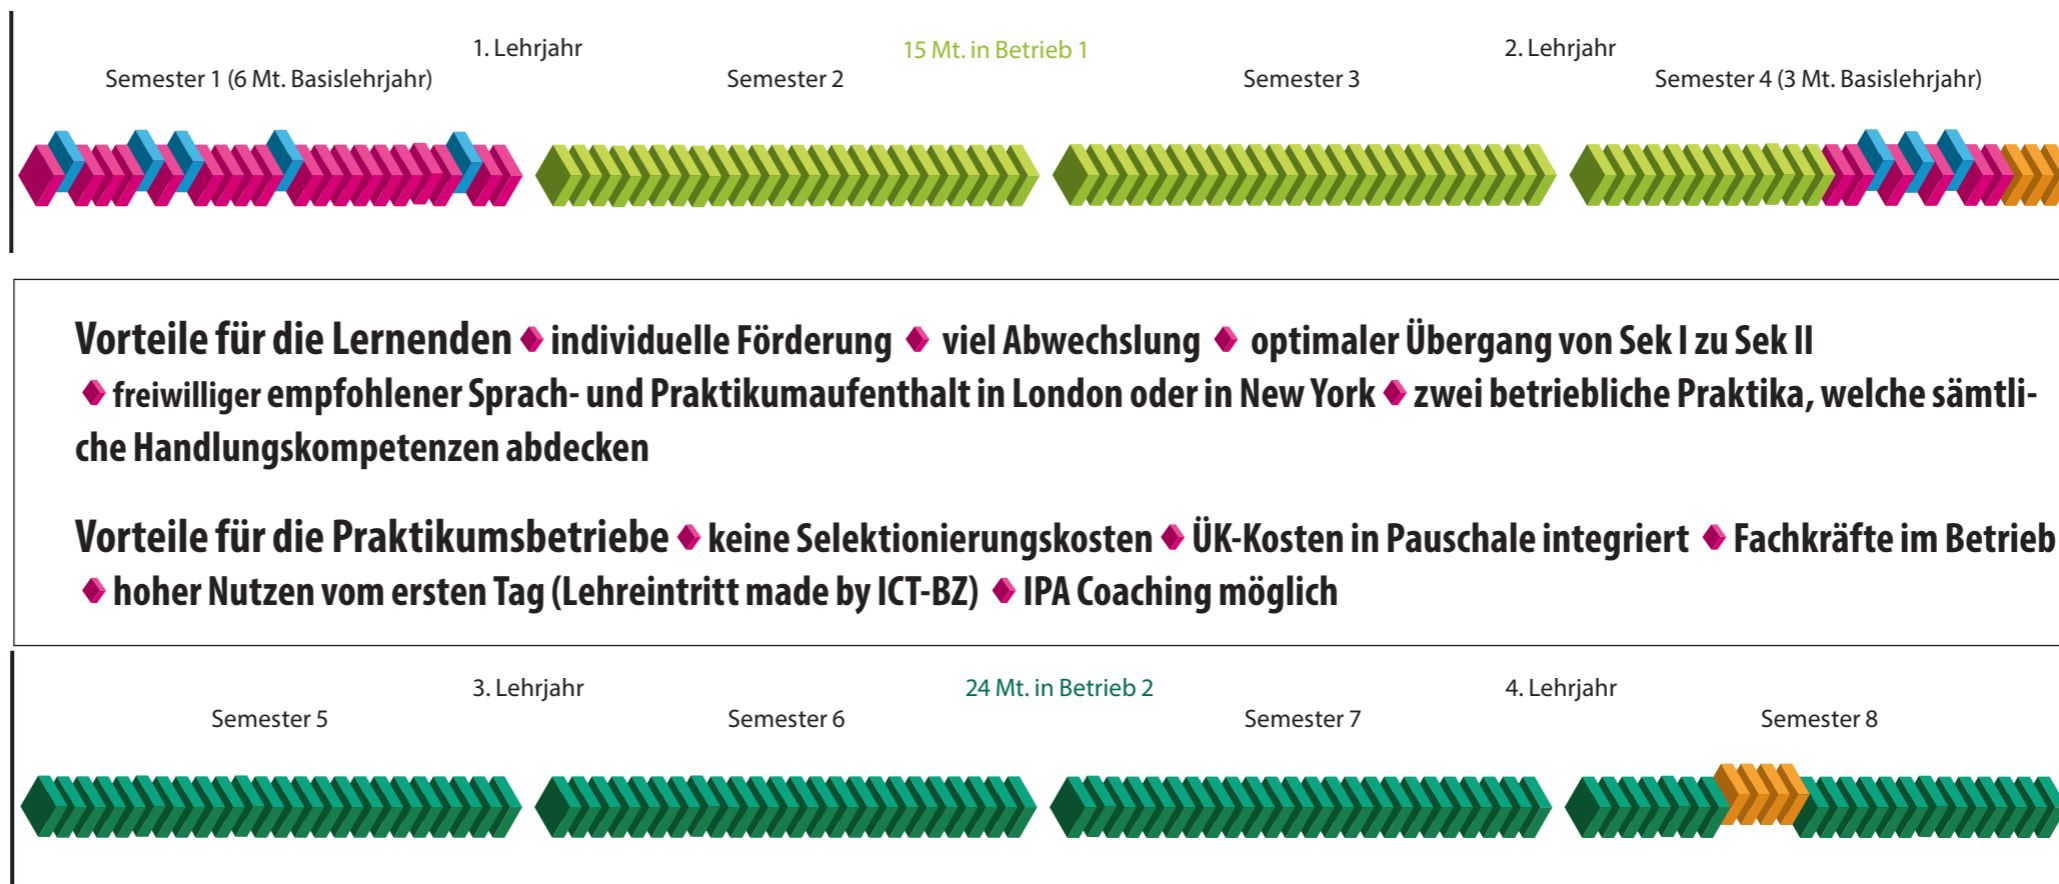 1. Lehrjahr 15 Mt. in Betrieb 1 2. Lehrjahr
Semester 1 (6 Mt. Basislehrjahr) Semester 2 Semester 3 Semester 4 (3 Mt. Basislehrjahr)
Vorteile für die Lernenden individuelle Förderung viel Abwechslung optimaler Übergang von Sek I zu Sek II
freiwilliger empfohlener Sprach- und Praktikumaufenthalt in London oder in New York zwei betriebliche Praktika, welche sämtli-
che Handlungskompetenzen abdecken
Vorteile für die Praktikumsbetriebe keine Selektionierungskosten ÜK-Kosten in Pauschale integriert Fachkräfte im Betrieb
hoher Nutzen vom ersten Tag (Lehreintritt made by ICT-BZ) IPA Coaching möglich
3. Lehrjahr 24 Mt. in Betrieb 2 4. Lehrjahr
Semester 5 Semester 6 Semester 7 Semester 8